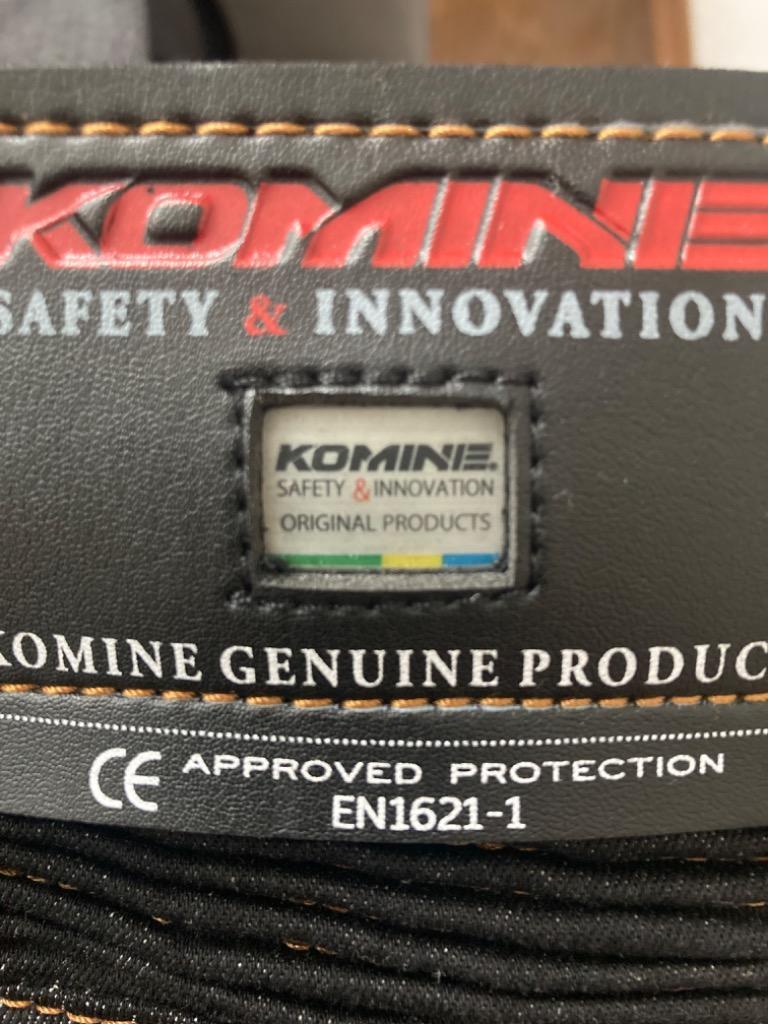 KOMINE
SAFETY & INNOVATION
KOMINE.
SAFETY & INNOVATION
ORIGINAL PRODUCTS
KOMINE GENUINE PRODUC
CE APPROVED PROTECTION
EN1621-1